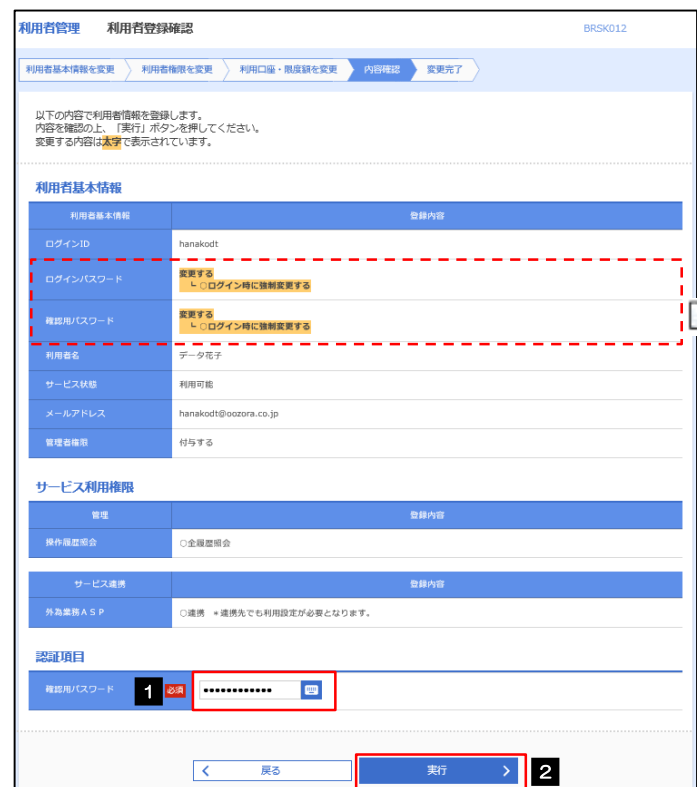 利用者管理 利用者登録確認 BRSK012
利用者基本情報を変更 利用者権限を変更 利用口座・限度額を変更 内容確認 変更完了
以下の内容で利用者情報を登録します。
内容を確認の上、「実行」ボタンを押してください。
変更する内容は太字で表示されています。
利用者基本情報
利用者基本情報 登録内容
ログインID hanakodt
ログインパスワード 変更する
└ ○ログイン時に強制変更する
確認用パスワード 変更する
└ ○ログイン時に強制変更する
利用者名 データ花子
サービス状態 利用可能
メールアドレス hanakodt@oozora.co.jp
管理者権限 付与する
サービス利用権限
管理 登録内容
操作履歴照会 ○全履歴照会
サービス連携 登録内容
外為業務ASP ○連携 *連携先でも利用設定が必要となります。
認証項目
確認用パスワード 1 必須 ●●●●●●●●●●●●
戻る 実行 2